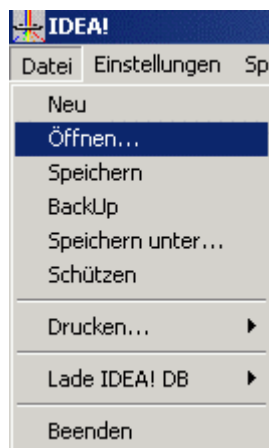 IDEA!
Datei Einstellungen Sp
Neu
Öffnen...
Speichern
BackUp
Speichern unter...
Schützen
Drucken...
Lade IDEA! DB
Beenden